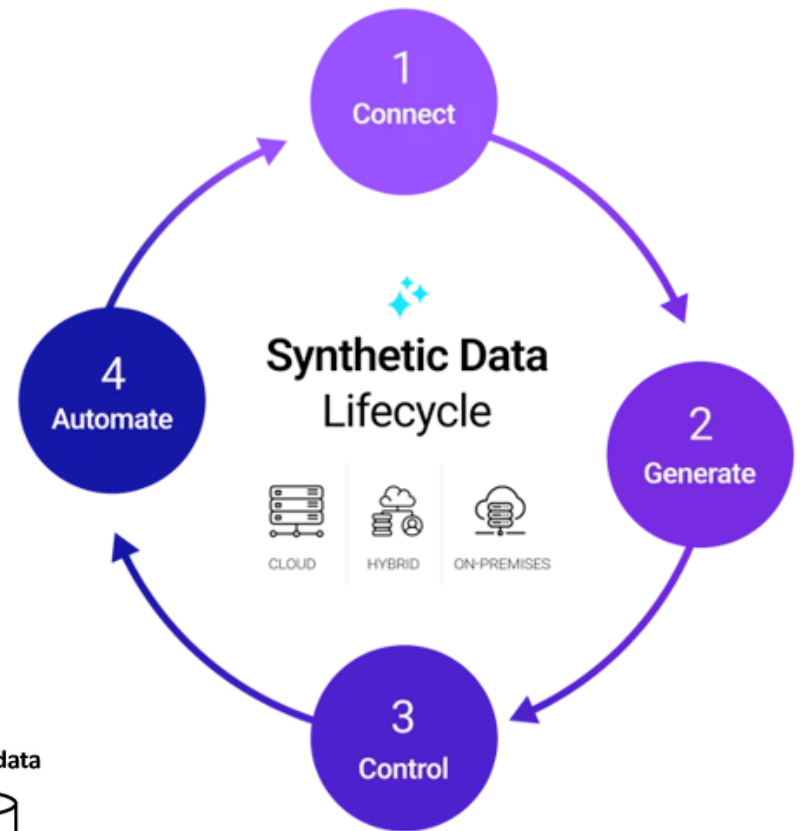 1
Connect
2
Generate
3
Control
4
Automate
Synthetic Data
Lifecycle
CLOUD
HYBRID
ON-PREMISES
data